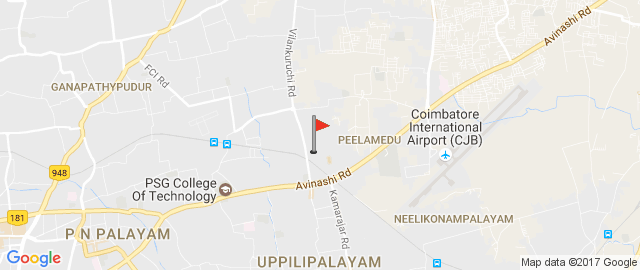 Avinashi Rd
Vilankuruchi Rd
FCI Rd
GANAPATHYPUDUR
Coimbatore
International
Airport (CJB)
PEELAMEDU
948
PSG College
Of Technology
Avinashi Rd
Kamarajar Rd
NEELIKONAMPALAYAM
181
P N PALAYAM
UPPILIPALAYAM
Google
Map data ©2017 Google